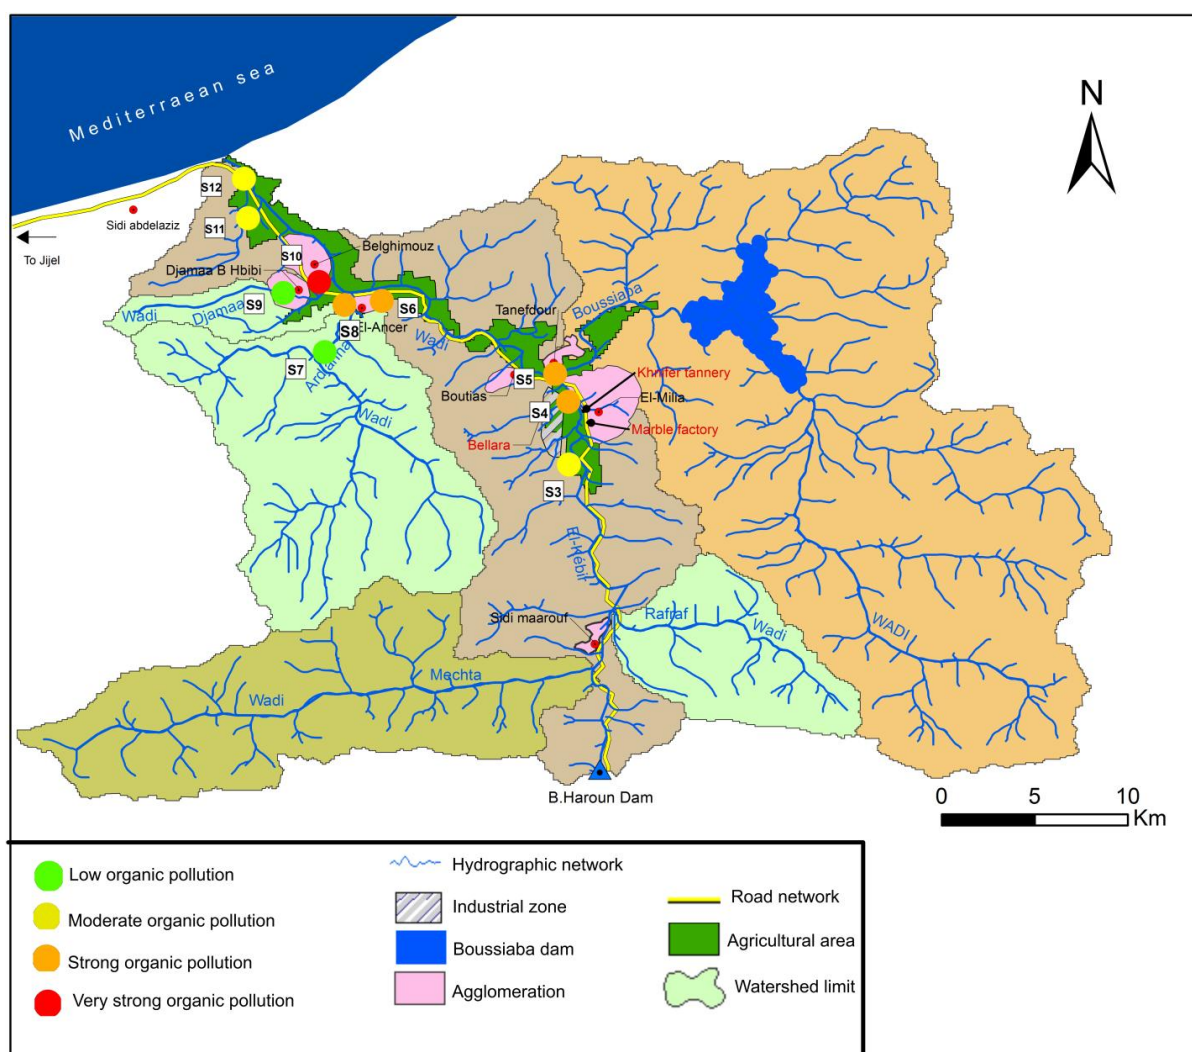 Mediterraean sea
N
S12
Sidi abdelaziz
S11
To Jijel
S10
Belghimouz
Djamaa B Hbibi
S9
Wadi
Djamaa
S8
El-Ancer
S6
Wadi
Tanefdour
Boussiaba
S7
Wadi
S5
Boutias
Khnifer tannery
El-Milia
S4
Bellara
Marble factory
S3
El-Kébir
Sidi maarouf
Rafraf
Wadi
WADI
Mechta
Wadi
B.Haroun Dam
0 5 10
Km
Low organic pollution
Moderate organic pollution
Strong organic pollution
Very strong organic pollution
Hydrographic network
Industrial zone
Boussiaba dam
Agglomeration
Road network
Agricultural area
Watershed limit